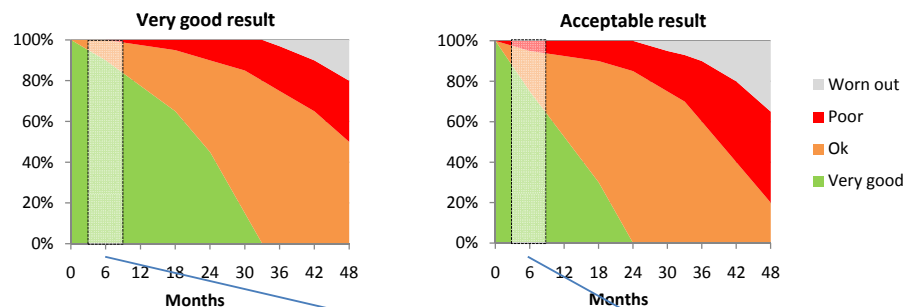 Very good result
100%
80%
60%
40%
20%
0%
0 6 12 18 24 30 36 42 48
Months
Acceptable result
100%
80%
60%
40%
20%
0%
0 6 12 18 24 30 36 42 48
Months
Worn out
Poor
Ok
Very good